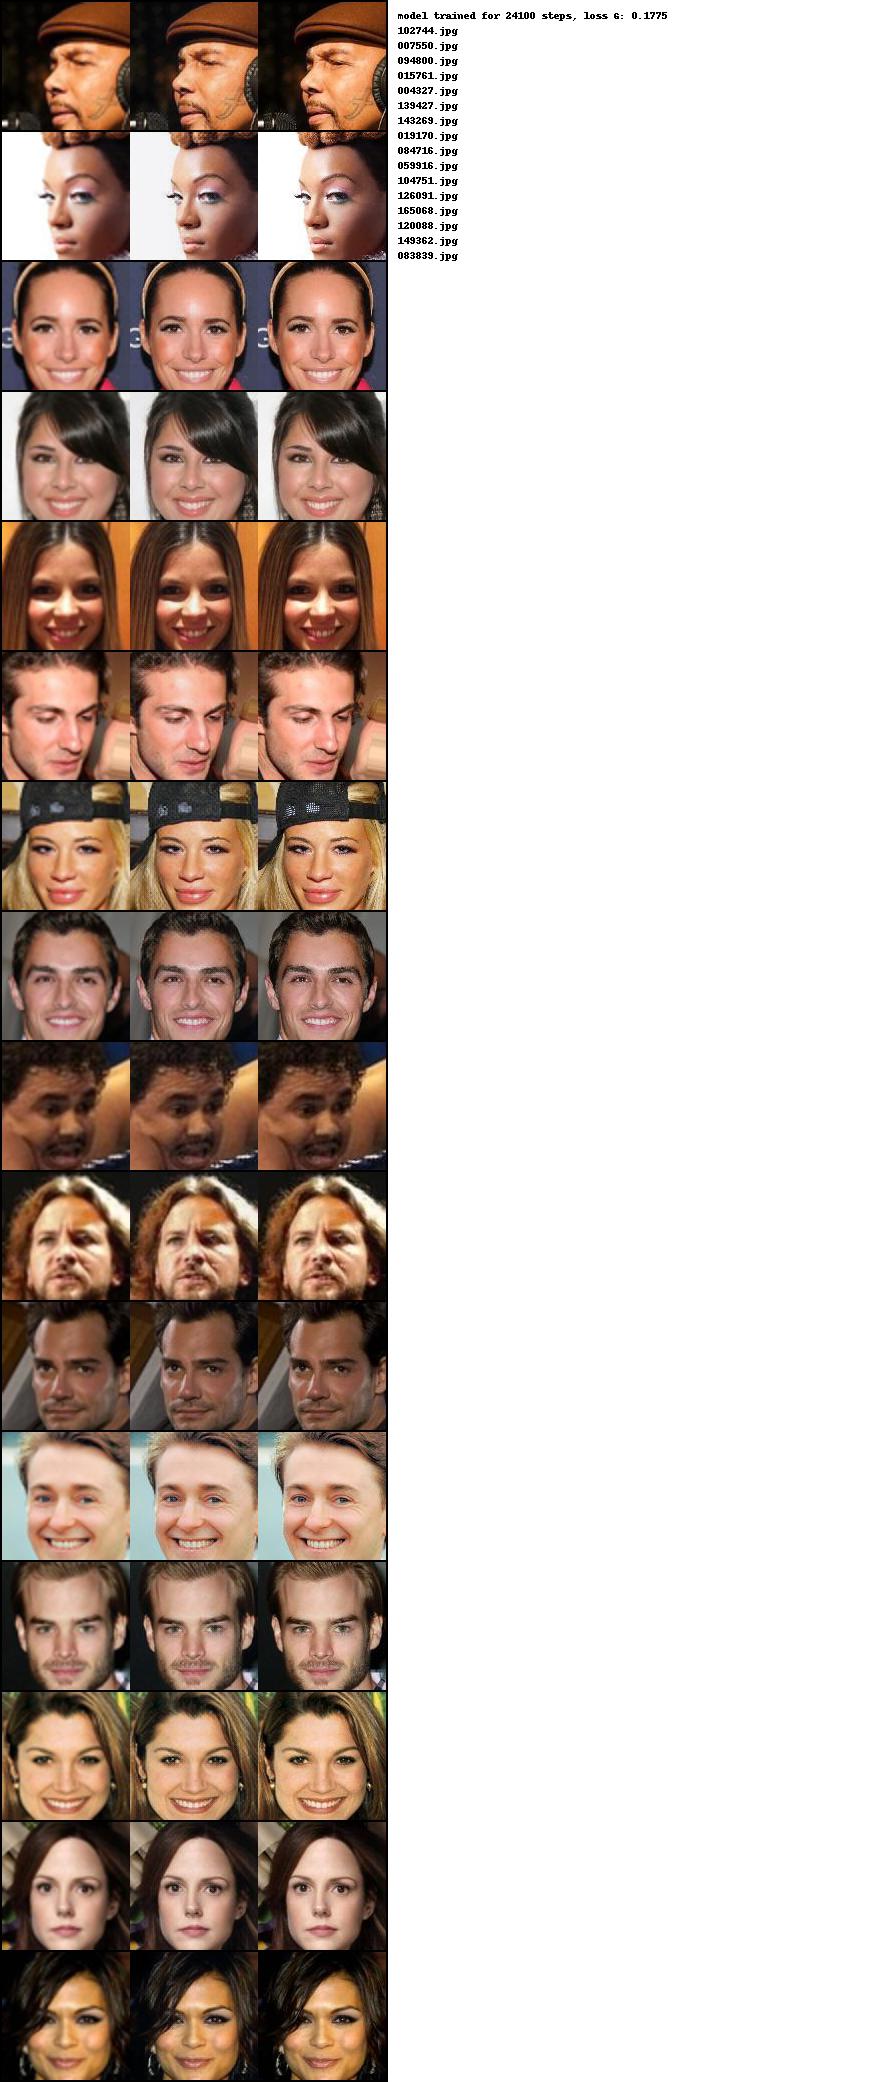 model trained for 24100 steps, loss G: 0.1775
102744.jpg
007550.jpg
094800.jpg
015761.jpg
004327.jpg
139427.jpg
143269.jpg
019170.jpg
084716.jpg
059916.jpg
104751.jpg
126091.jpg
165068.jpg
120088.jpg
149362.jpg
083839.jpg